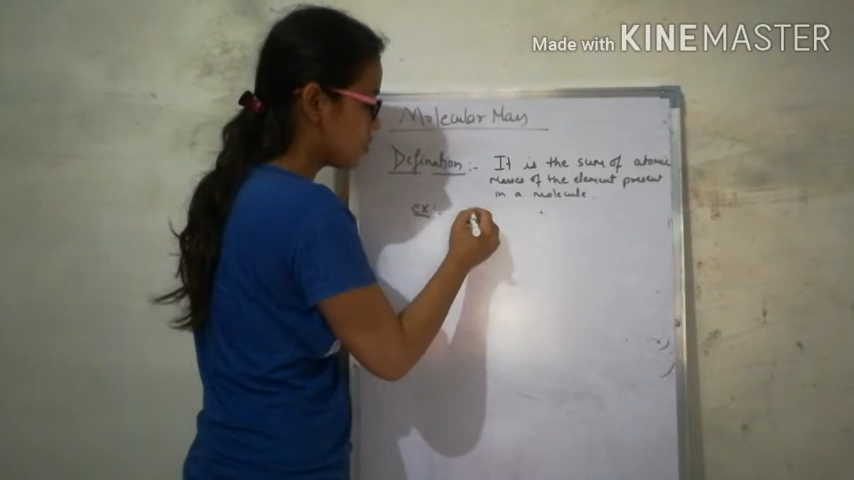 Made with KINEMASTER
Molecular Mass
Definition:- It is the sum of atomic
masses of the element present
in a molecule.
ex:-